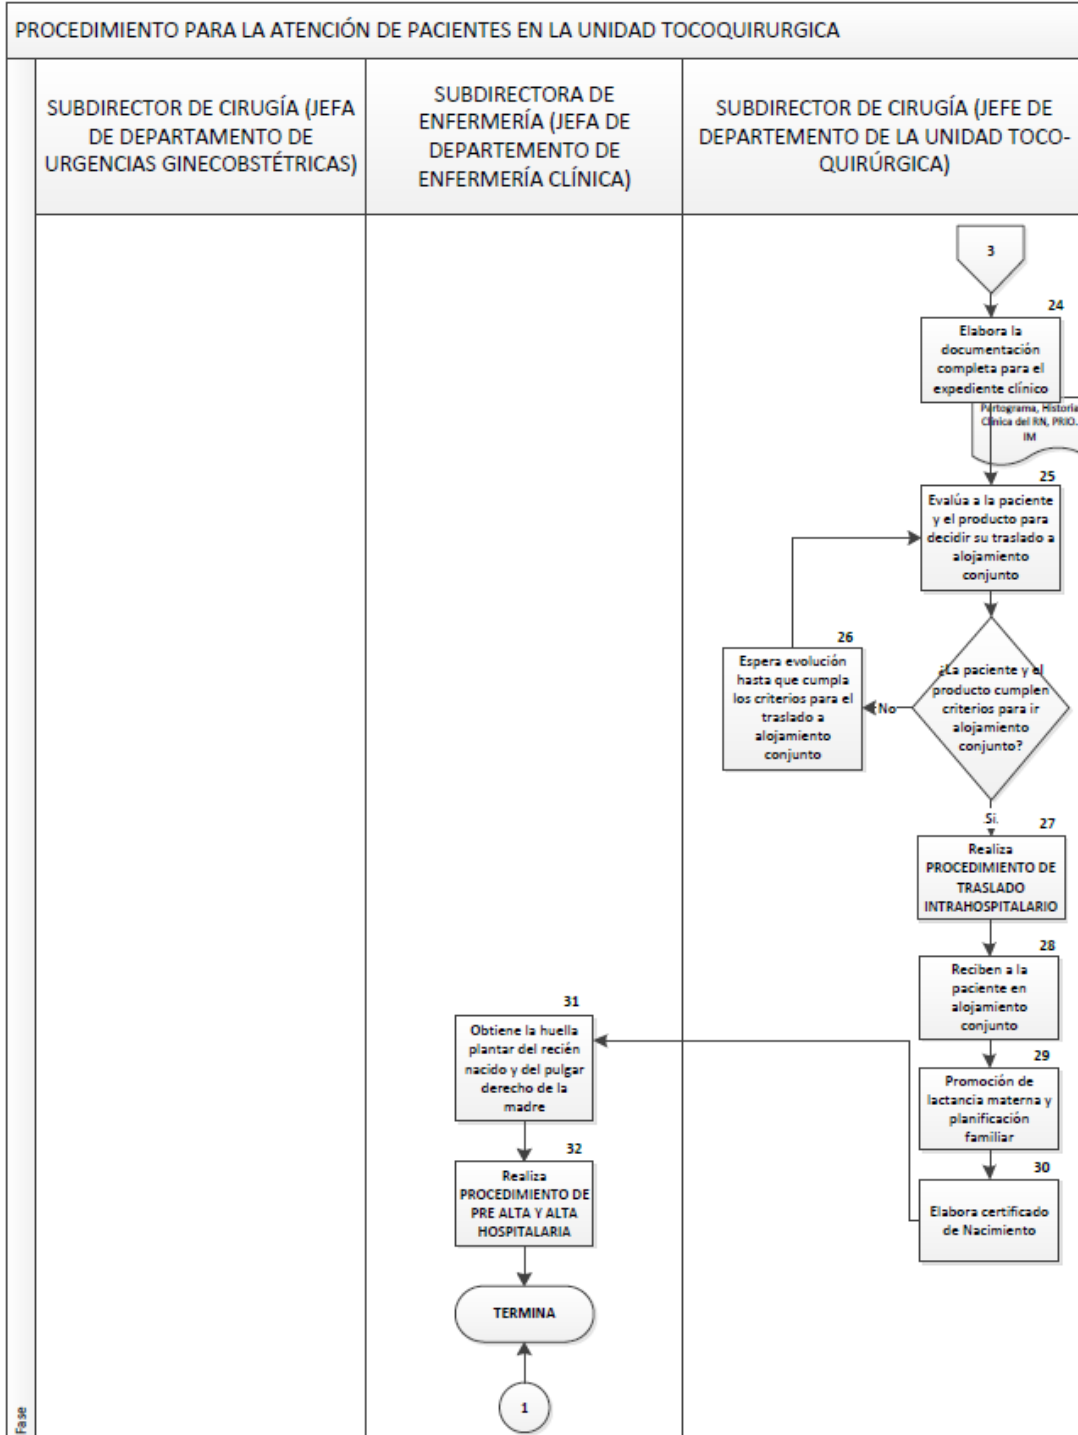 PROCEDIMIENTO PARA LA ATENCIÓN DE PACIENTES EN LA UNIDAD TOCOQUIRURGICA
SUBDIRECTOR DE CIRUGÍA (JEFA
DE DEPARTAMENTO DE
URGENCIAS GINECOBSTÉTRICAS)
SUBDIRECTORA DE
ENFERMERÍA (JEFA DE
DEPARTEMENTO DE
ENFERMERÍA CLÍNICA)
SUBDIRECTOR DE CIRUGÍA (JEFE DE
DEPARTEMENTO DE LA UNIDAD TOCO-
QUIRÚRGICA)
3
24
Elabora la
documentación
completa para el
expediente clínico
Partograma, Historia
Clínica del RN, PRIO.
IM
25
Evalúa a la paciente
y el producto para
decidir su traslado a
alojamiento
conjunto
26
Espera evolución
hasta que cumpla
los criterios para el
traslado a
alojamiento
conjunto
No
¿La paciente y el
producto cumplen
criterios para ir
alojamiento
conjunto?
Si.
27
Realiza
PROCEDIMIENTO DE
TRASLADO
INTRAHOSPITALARIO
28
Reciben a la
paciente en
alojamiento
conjunto
29
Promoción de
lactancia materna y
planificación
familiar
30
Elabora certificado
de Nacimiento
31
Obtiene la huella
plantar del recién
nacido y del pulgar
derecho de la
madre
32
Realiza
PROCEDIMIENTO DE
PRE ALTA Y ALTA
HOSPITALARIA
TERMINA
1
Fase